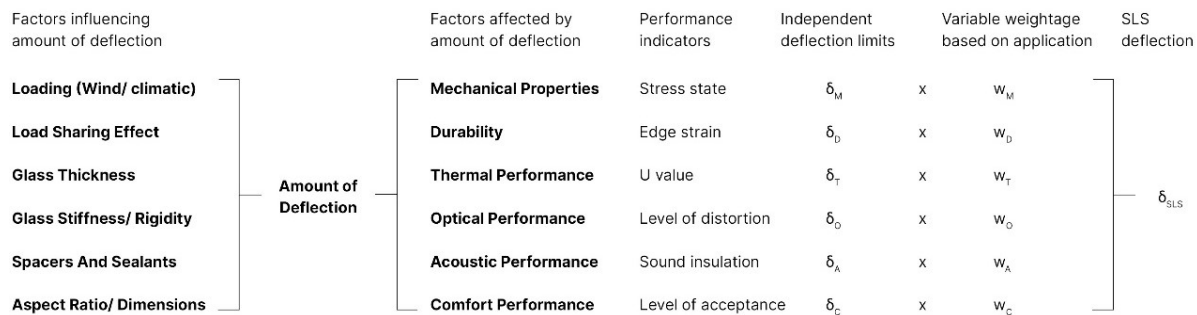 Factors influencing amount of deflection
Factors affected by amount of deflection
Performance indicators
Independent deflection limits
Variable weightage based on application
SLS deflection
Loading (Wind/ climatic)
Load Sharing Effect
Glass Thickness
Glass Stiffness/ Rigidity
Spacers And Sealants
Aspect Ratio/ Dimensions
Amount of
Deflection
Mechanical Properties Stress state δM x wM
Durability Edge strain δD x wD
Thermal Performance U value δT x wT
Optical Performance Level of distortion δO x wO
Acoustic Performance Sound insulation δA x wA
Comfort Performance Level of acceptance δC x wC
δSLS